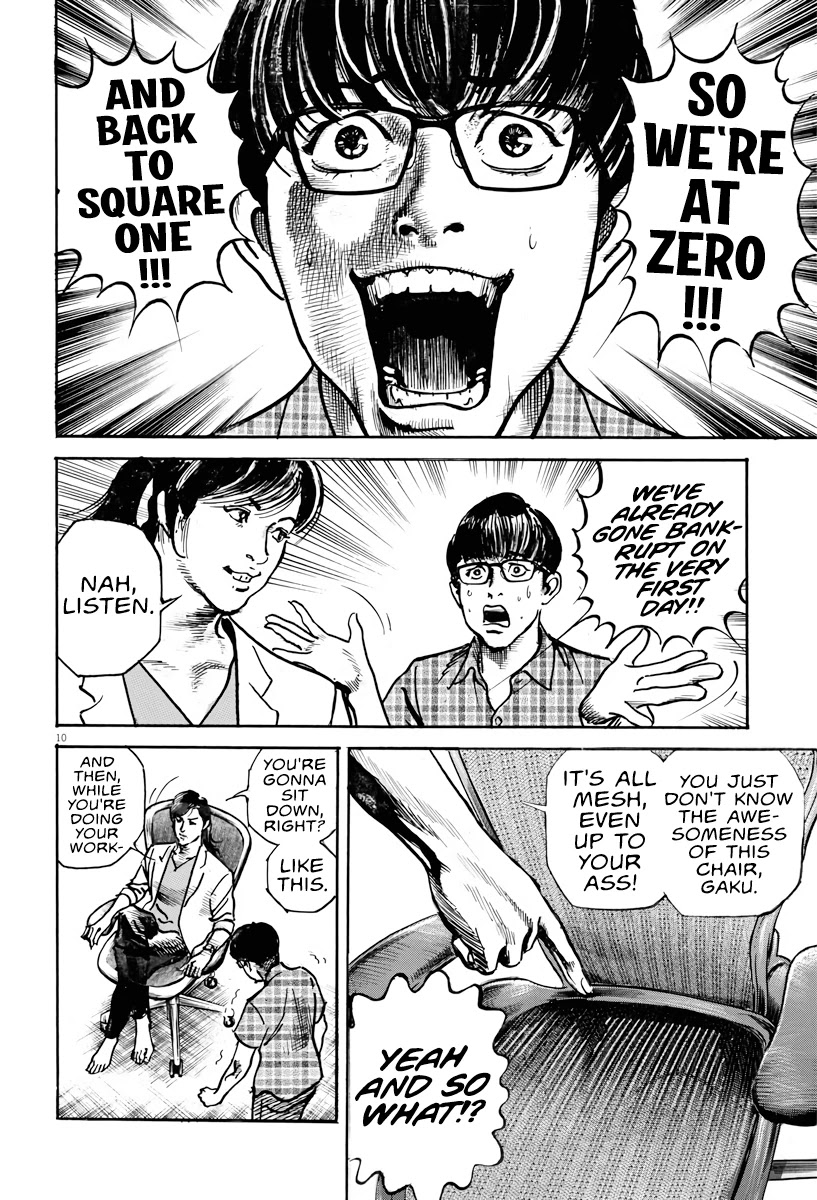 SO
WE'RE
AT
ZERO
!!!
AND
BACK
TO
SQUARE
ONE
!!!
WE'VE
ALREADY
GONE BANK-
RUPT ON
THE VERY
FIRST
DAY!!
NAH,
LISTEN.
10
YOU JUST
DON'T KNOW
THE AWE-
SOMENESS
OF THIS
CHAIR,
GAKU.
IT'S ALL
MESH,
EVEN
UP TO
YOUR
ASS!
YEAH
AND SO
WHAT!?
YOU'RE
GONNA
SIT
DOWN,
RIGHT?
LIKE
THIS.
AND
THEN,
WHILE
YOU'RE
DOING
YOUR
WORK-